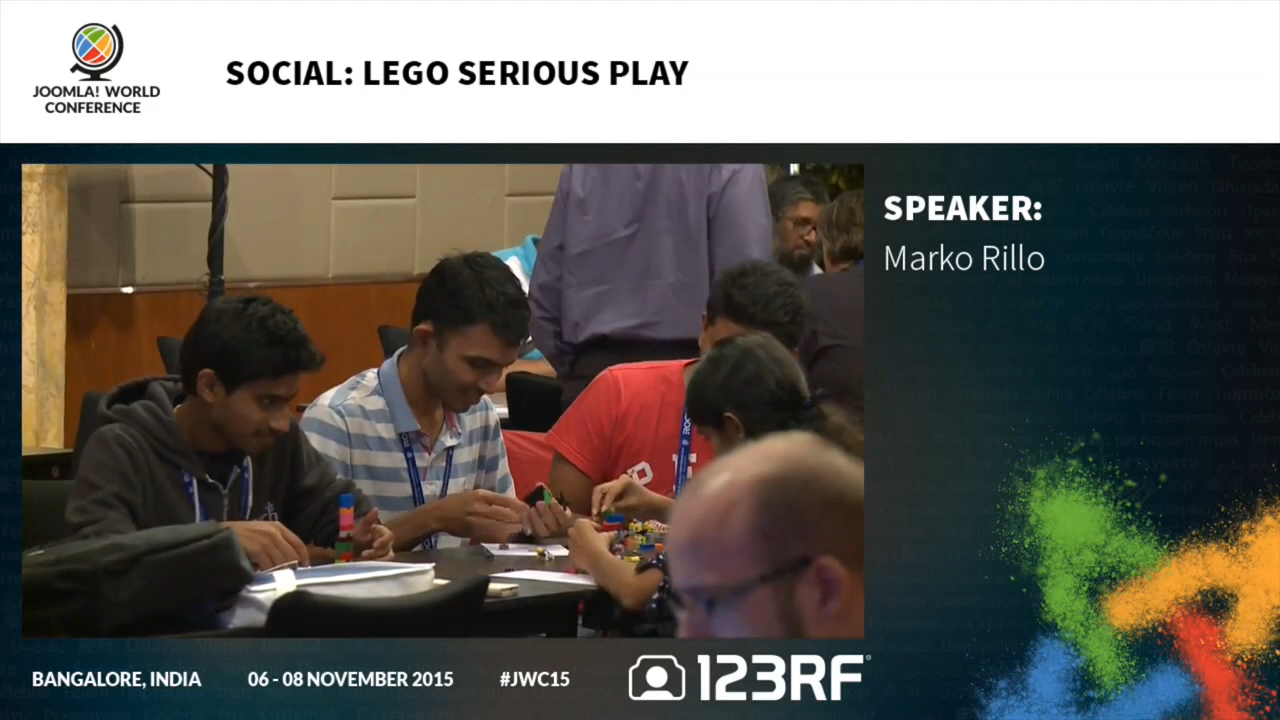 JOOMLA! WORLD
CONFERENCE
SOCIAL: LEGO SERIOUS PLAY
SPEAKER:
Marko Rillo
BANGALORE, INDIA
06 - 08 NOVEMBER 2015
#JWC15
123RF